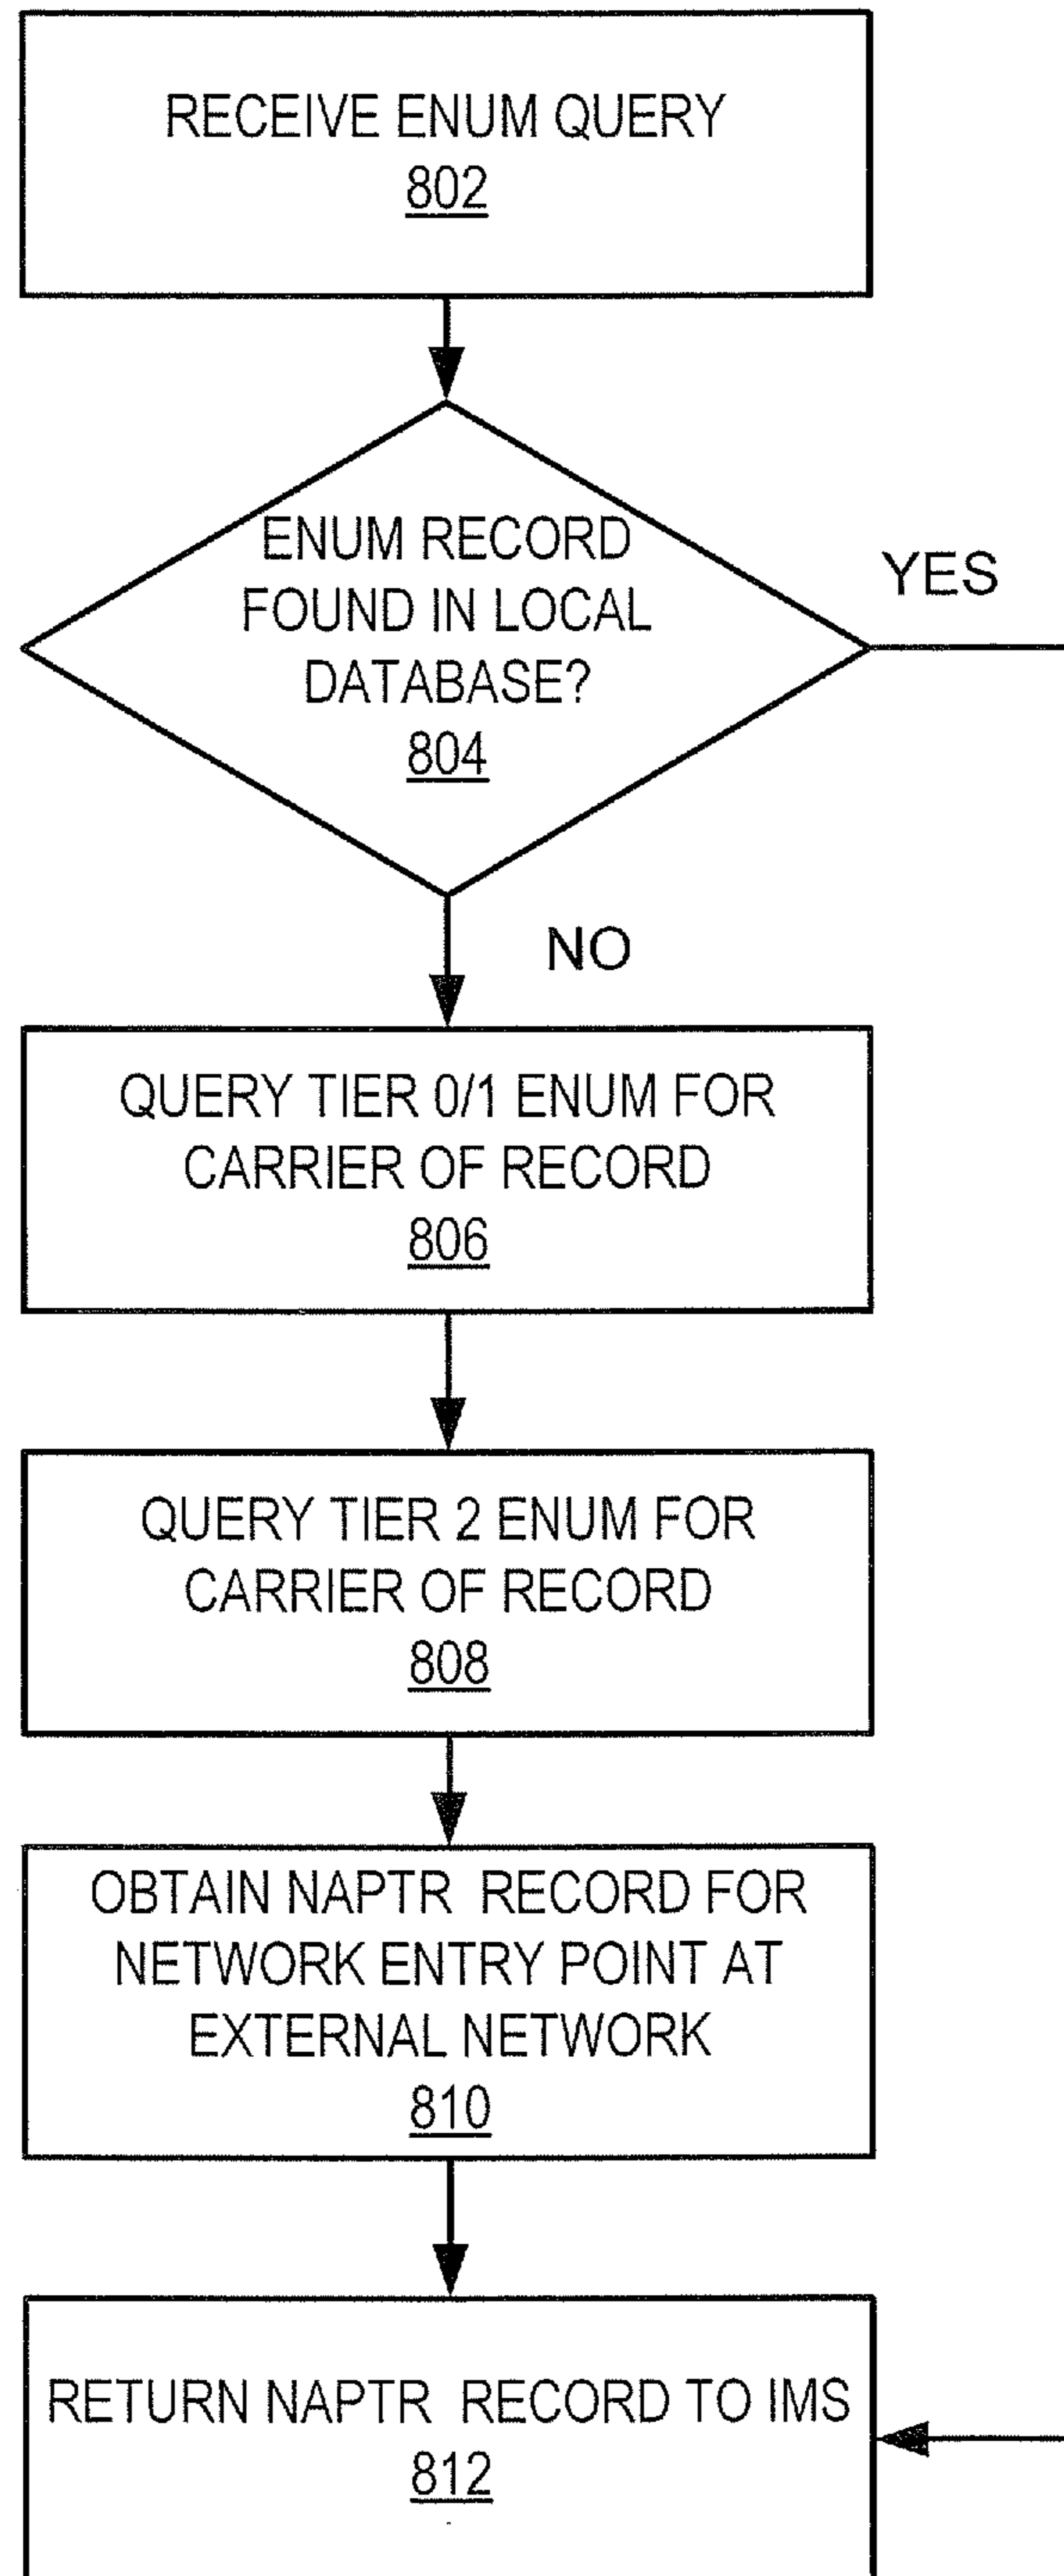 RECEIVE ENUM QUERY
802
ENUM RECORD
FOUND IN LOCAL
DATABASE?
804
YES
NO
QUERY TIER 0/1 ENUM FOR
CARRIER OF RECORD
806
QUERY TIER 2 ENUM FOR
CARRIER OF RECORD
808
OBTAIN NAPTR RECORD FOR
NETWORK ENTRY POINT AT
EXTERNAL NETWORK
810
RETURN NAPTR RECORD TO IMS
812